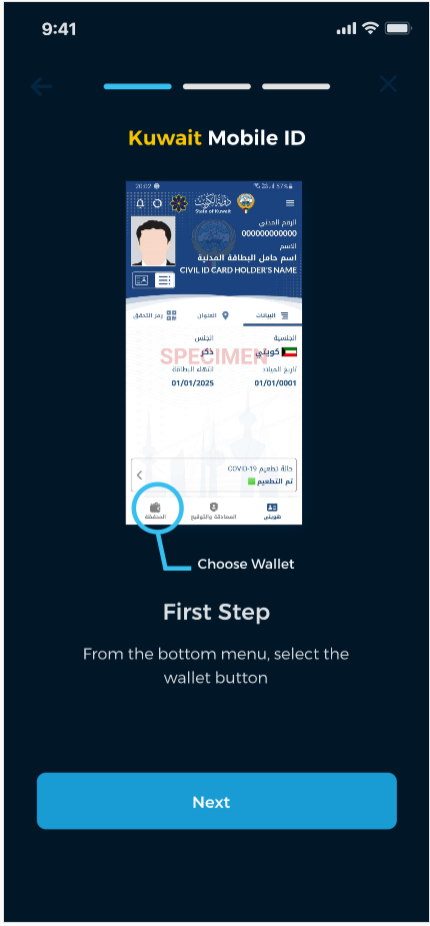 9:41
Kuwait Mobile ID
20:02
57%
دولة الكويت
State of Kuwait
الرقم المدني
000000000000
الاسم
اسم حامل البطاقة المدنية
CIVIL ID CARD HOLDER'S NAME
البيانات العنوان رمز التحقق
الجنسية الجنس
كويتي ذكر
SPECIMEN
تاريخ الميلاد انتهاء البطاقة
01/01/0001 01/01/2025
حالة تطعيم COVID-19
تم التطعيم
هويتي المصادقة والتوقيع المحفظة
Choose Wallet
First Step
From the bottom menu, select the
wallet button
Next